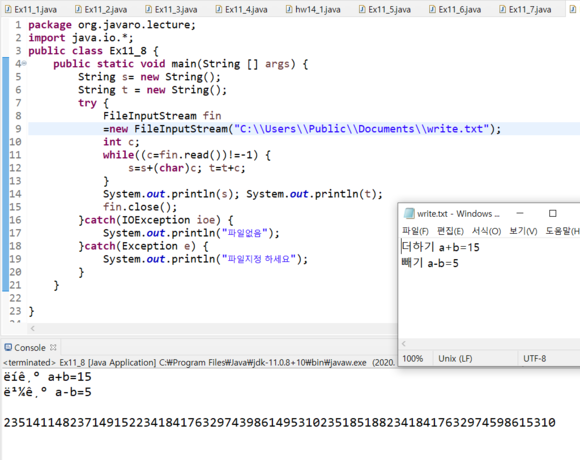 Ex11_1.java Ex11_2.java Ex11_3.java Ex11_4.java hw14_1.java Ex11_5.java Ex11_6.java Ex11_7.java
1 package org.javaro.lecture;
2 import java.io.*;
3 public class Ex11_8 {
4 public static void main(String [] args) {
5 String s= new String();
6 String t = new String();
7 try {
8 FileInputStream fin
9 =new FileInputStream("C:\\Users\\Public\\Documents\\write.txt");
10 int c;
11 while((c=fin.read())!=-1) {
12 s=s+(char)c; t=t+c;
13 }
14 System.out.println(s); System.out.println(t);
15 fin.close();
16 }catch(IOException ioe) {
17 System.out.println("파일없음");
18 }catch(Exception e) {
19 System.out.println("파일지정 하세요");
20 }
21 }
22
23 }
write.txt - Windows ...
파일(F) 편집(E) 서식(O) 보기(V) 도움말(H
더하기 a+b=15
빼기 a-b=5
100% Unix (LF) UTF-8
Console
<terminated> Ex11_8 [Java Application] C:₩Program Files₩Java₩jdk-11.0.8+10₩bin₩javaw.exe (2020.
a+b=15
a-b=5
2351411482371491522341841763297439861495310235185188234184176329745986153​10